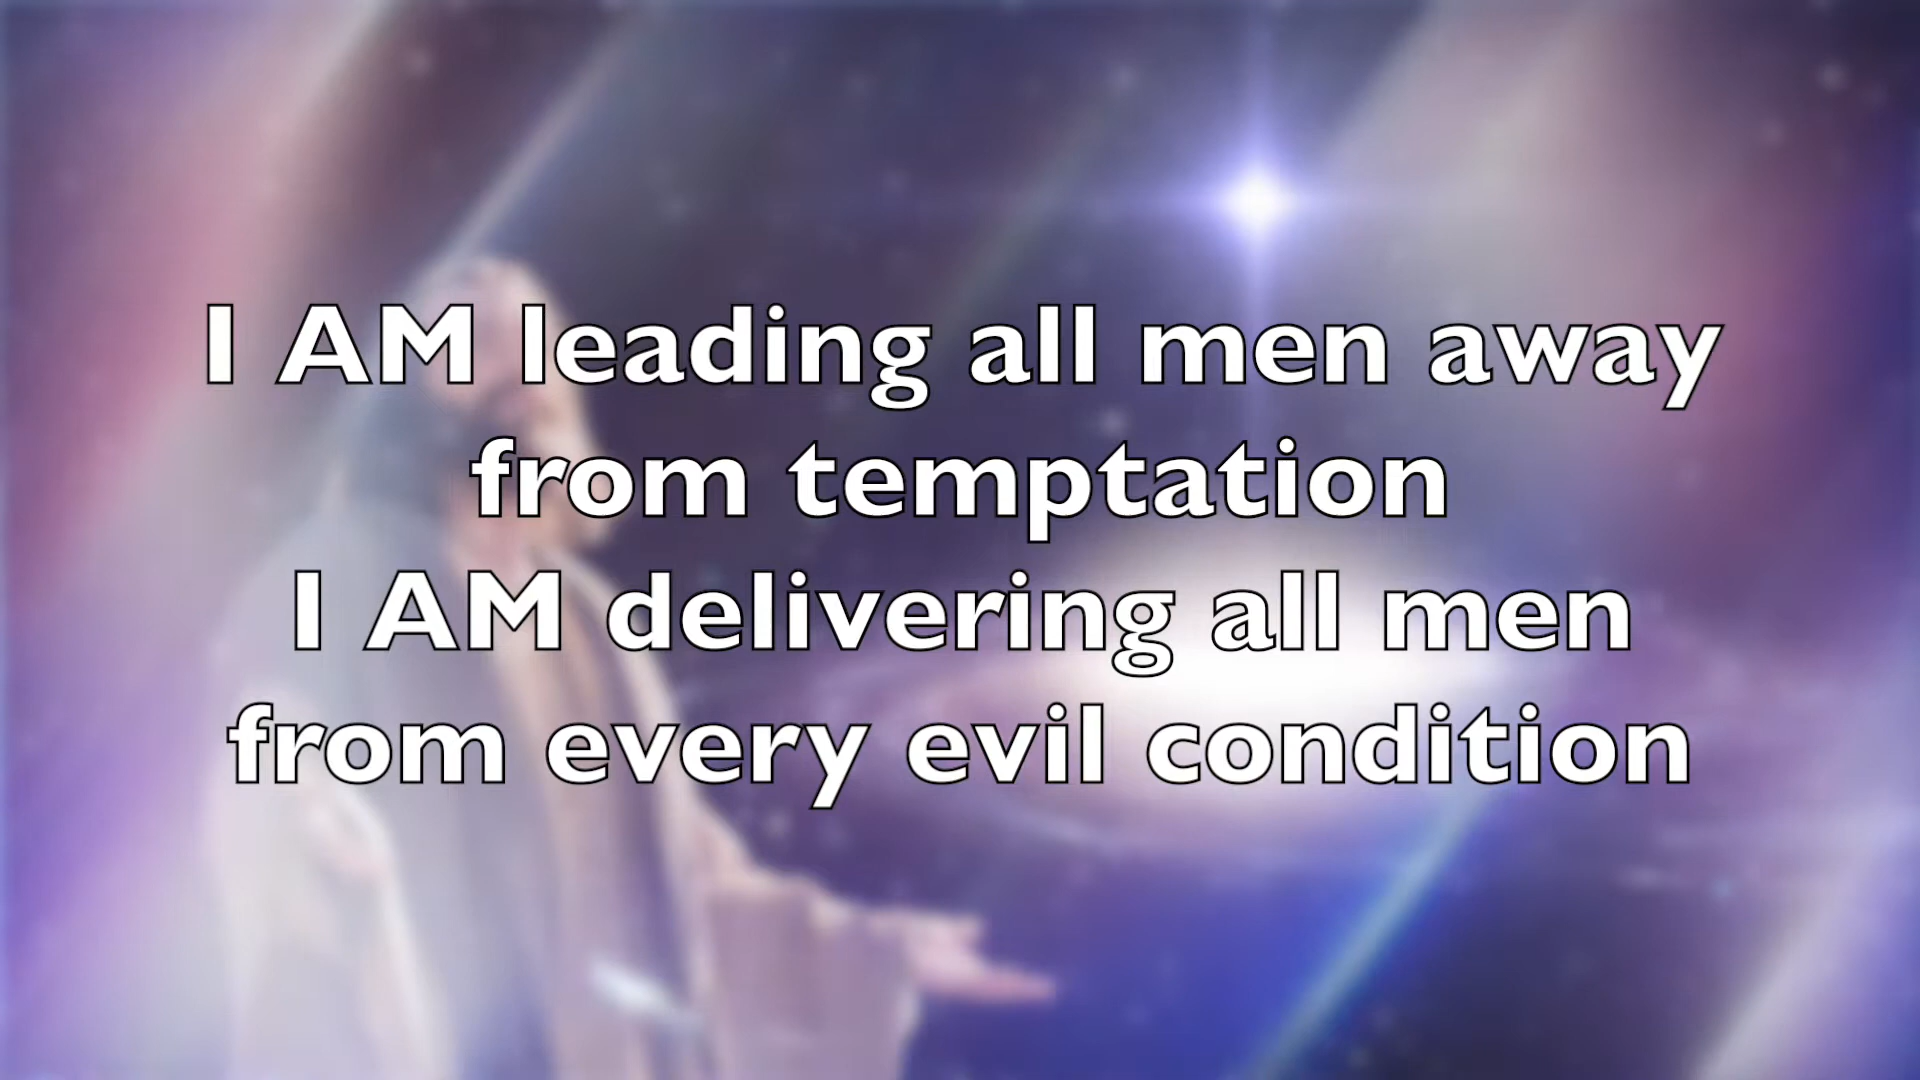 I AM leading all men away
from temptation
I AM delivering all men
from every evil condition